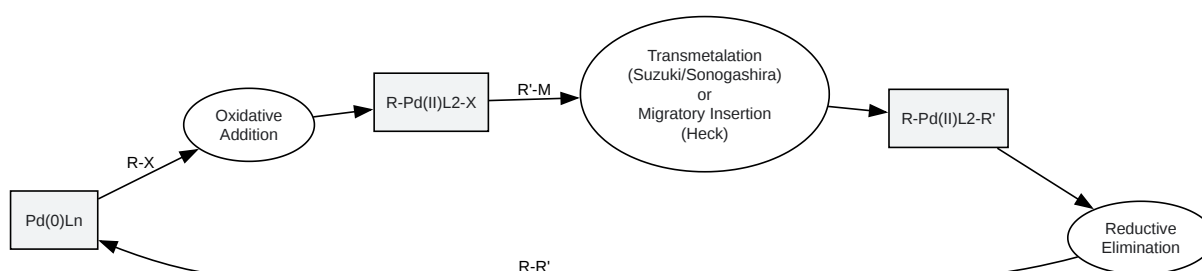 Transmetalation
(Suzuki/Sonogashira)
or
Migratory Insertion
(Heck)
R'-M
R-Pd(II)L2-X
Oxidative
Addition
R-Pd(II)L2-R'
R-X
Pd(0)Ln
Reductive
Elimination
R-R'